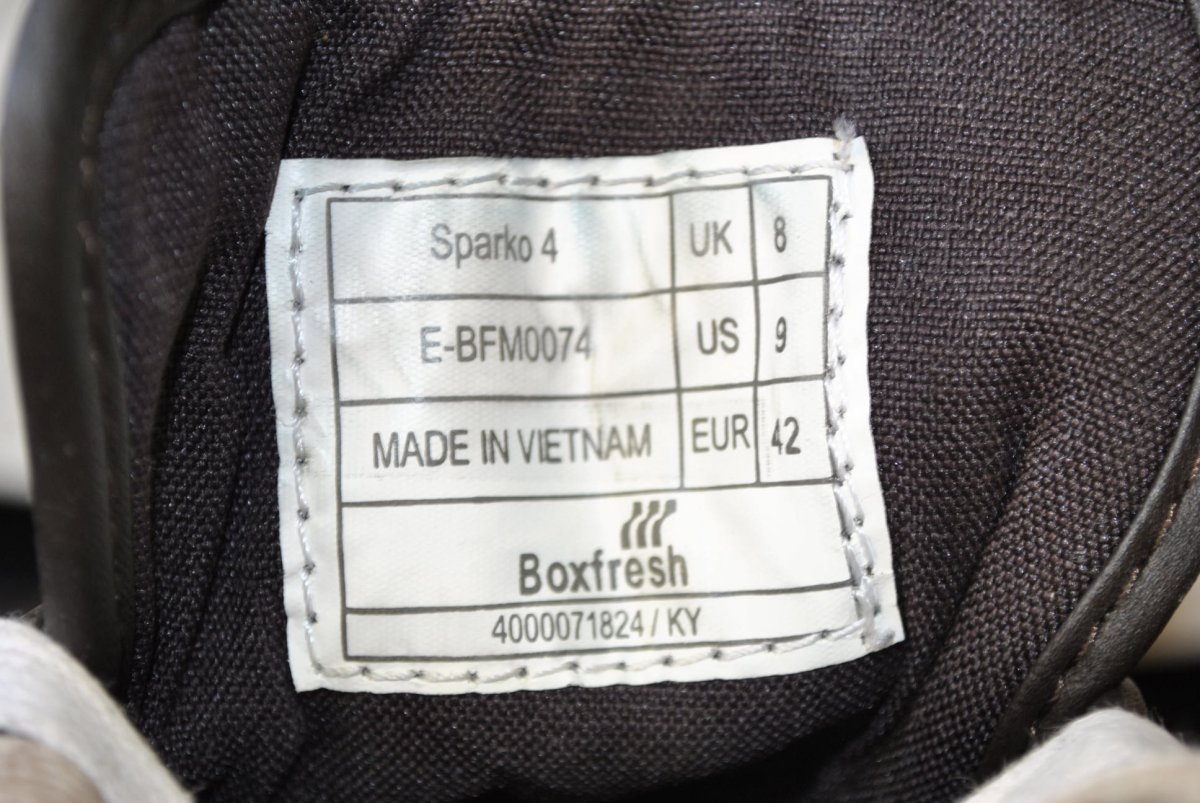 Sparko 4 UK 8
E-BFM0074 US 9
MADE IN VIETNAM EUR 42
Boxfresh
4000071824 / KY